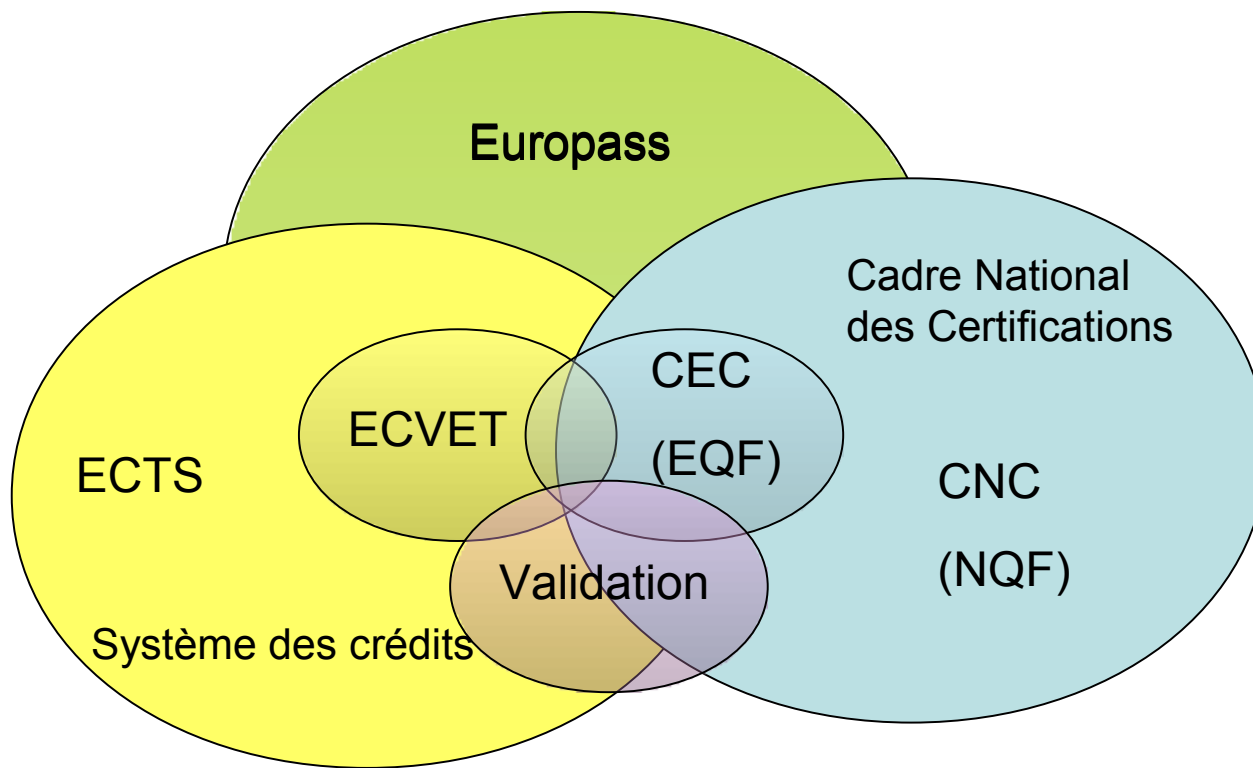 Europass
Cadre National
des Certifications
CEC
(EQF)
ECVET
ECTS
CNC
(NQF)
Validation
Système des crédits